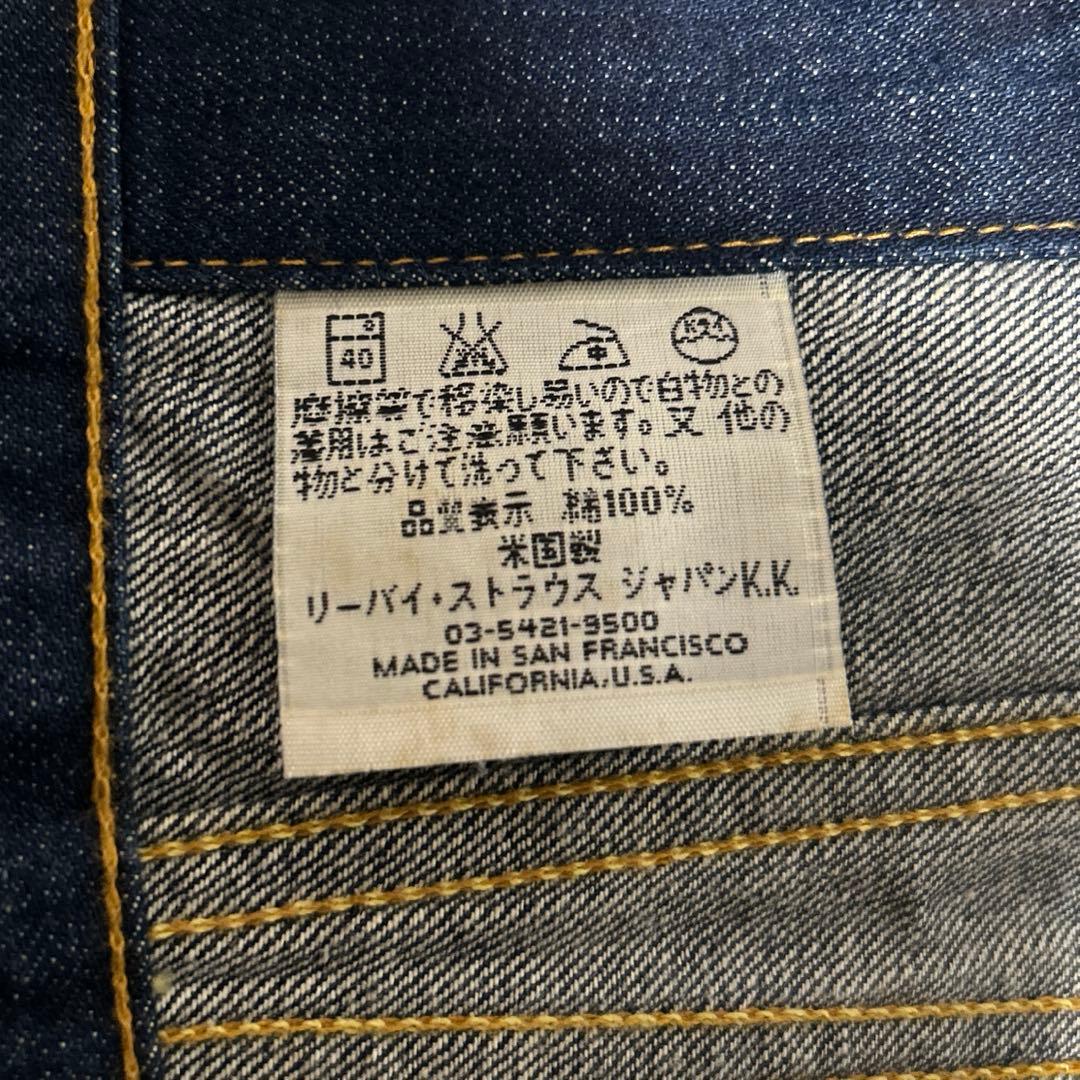 40
摩擦等で移染し易いので白物との
着用はご注意願います。又 他の
物と分けて洗って下さい。
品質表示 綿100%
米国製
リーバイ・ストラウス ジャパンK.K.
03-5421-9500
MADE IN SAN FRANCISCO
CALIFORNIA,U.S.A.